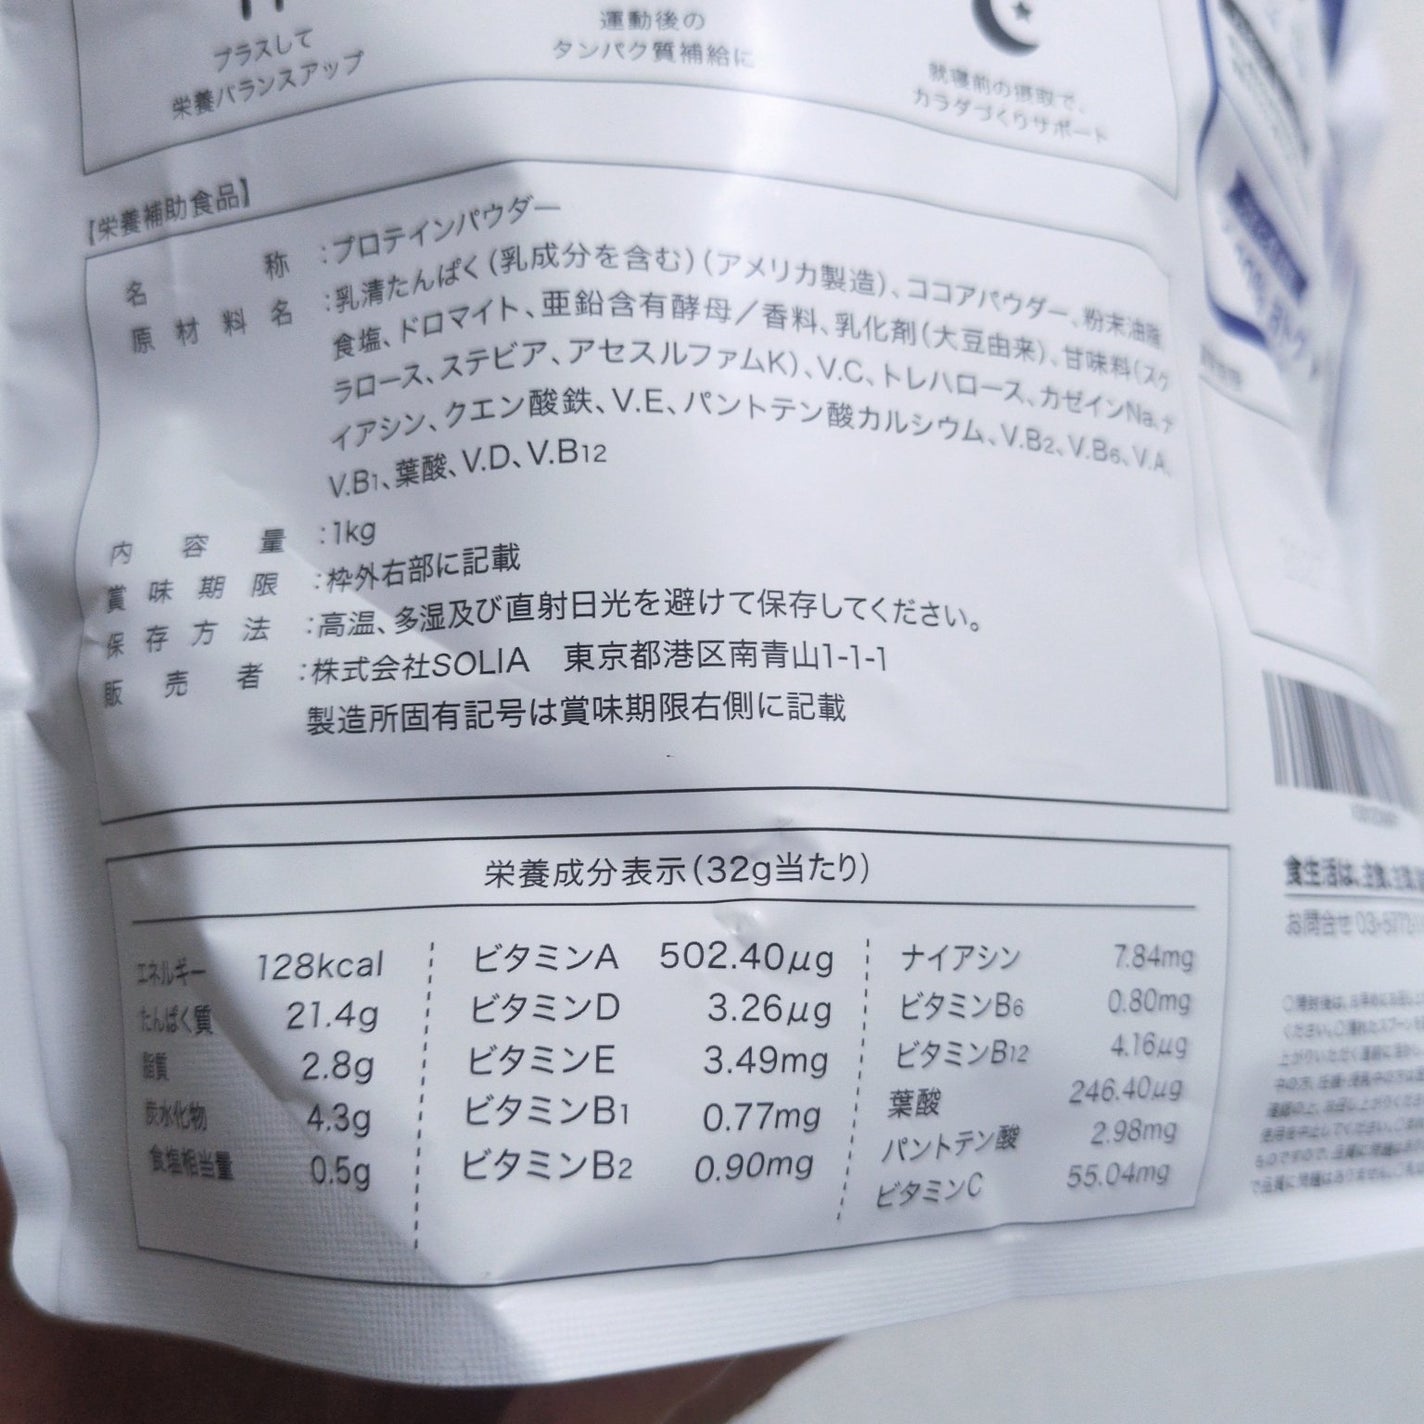 プラスして
栄養バランスアップ
運動後の
タンパク質補給に
就寝前の摂取で、
カラダづくりサポート
【栄養補助食品】
名称:プロテインパウダー
原材料名:乳清たんぱく(乳成分を含む)(アメリカ製造)、ココアパウダー、粉末油脂、
食塩、ドロマイト、亜鉛含有酵母/香料、乳化剤(大豆由来)、甘味料(スク
ラロース、ステビア、アセスルファムK)、V.C、トレハロース、カゼインNa、ナ
イアシン、クエン酸鉄、V.E、パントテン酸カルシウム、V.B2、V.B6、V.A、
V.B1、葉酸、V.D、V.B12
内容量:1kg
賞味期限:枠外右部に記載
保存方法:高温、多湿及び直射日光を避けて保存してください。
販売者:株式会社SOLIA 東京都港区南青山1-1-1
製造所固有記号は賞味期限右側に記載
栄養成分表示(32g当たり)
エネルギー 128kcal
たんぱく質 21.4g
脂質 2.8g
炭水化物 4.3g
食塩相当量 0.5g
ビタミンA 502.40μg
ビタミンD 3.26μg
ビタミンE 3.49mg
ビタミンB1 0.77mg
ビタミンB2 0.90mg
ナイアシン 7.84mg
ビタミンB6 0.80mg
ビタミンB12 4.16μg
葉酸 246.40μg
パントテン酸 2.98mg
ビタミンC 55.04mg
食生活は、主食、主菜、
お問合せ